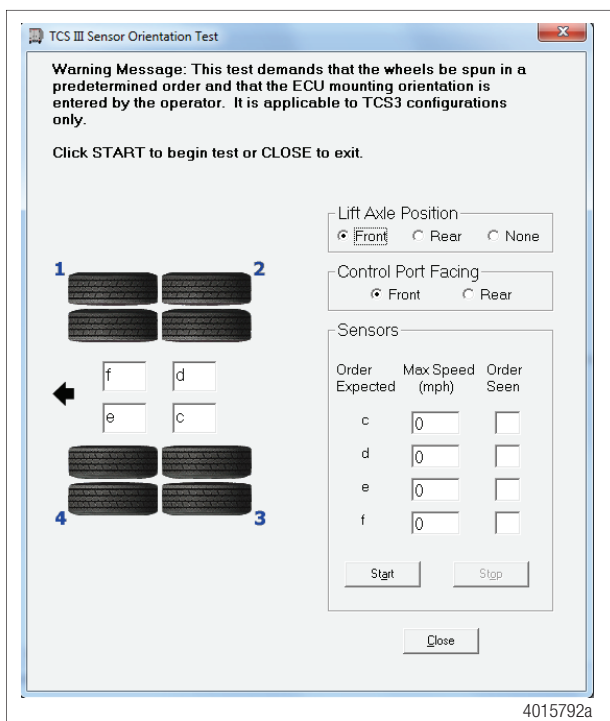 TCS III Sensor Orientation Test
Warning Message: This test demands that the wheels be spun in a
predetermined order and that the ECU mounting orientation is
entered by the operator. It is applicable to TCS3 configurations
only.
Click START to begin test or CLOSE to exit.
Lift Axle Position
Front Rear None
Control Port Facing
Front Rear
1 2
f d
e c
4 3
Sensors
Order Max Speed Order
Expected (mph) Seen
c 0
d 0
e 0
f 0
Start Stop
Close
4015792a